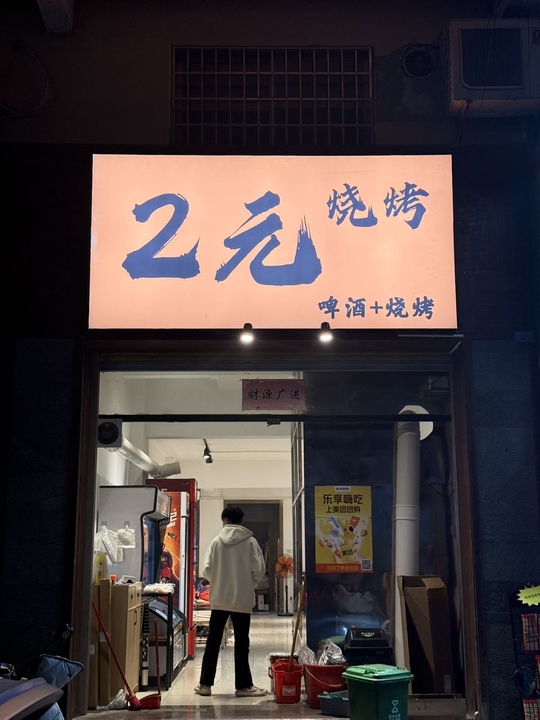 2元 烧烤
啤酒+烧烤
财源广进
乐享嗨吃
上美团团购